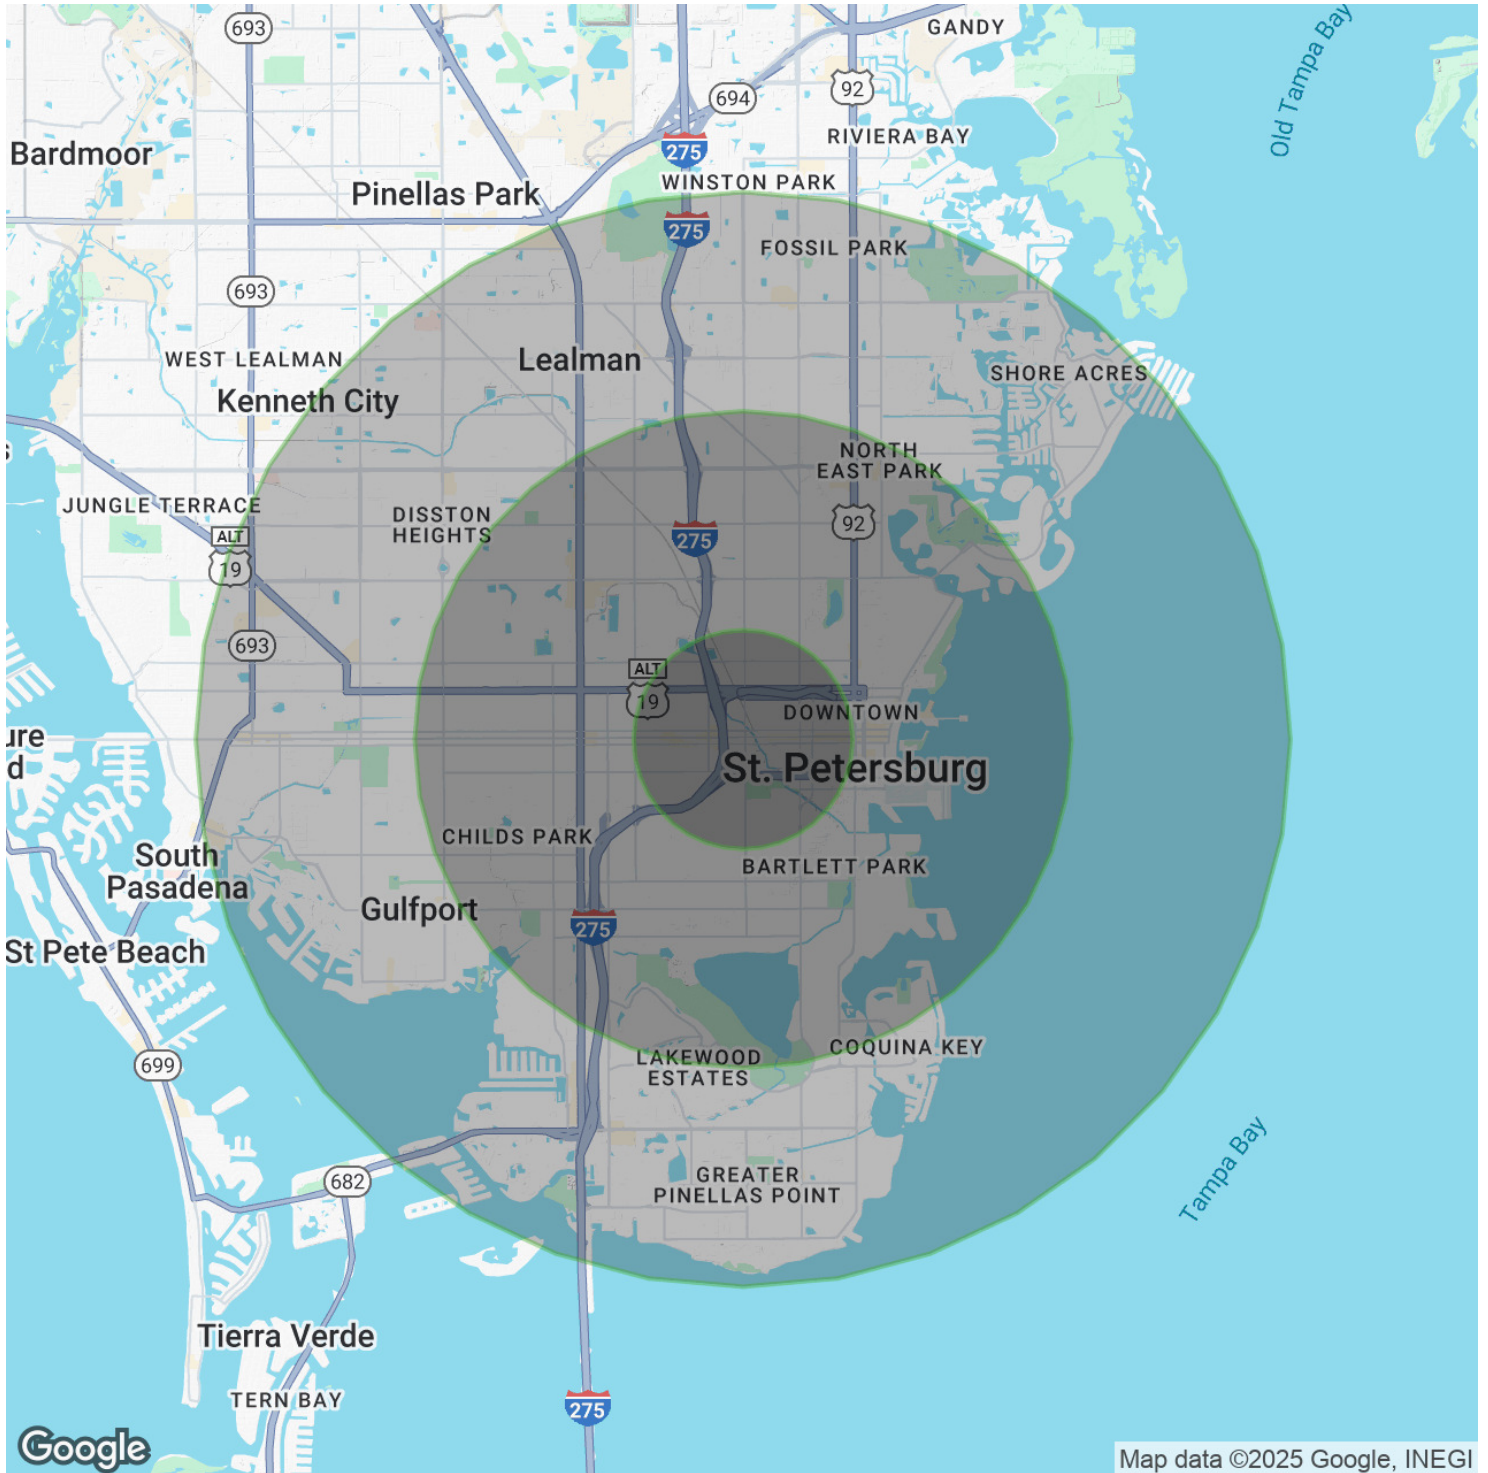 693
GANDY
Old Tampa Bay
694
92
RIVIERA BAY
Bardmoor
275
WINSTON PARK
Pinellas Park
275
FOSSIL PARK
693
WEST LEALMAN
Lealman
SHORE ACRES
Kenneth City
NORTH
EAST PARK
JUNGLE TERRACE
DISSTON
HEIGHTS
ALT
19
275
92
693
ALT
19
DOWNTOWN
ure
d
St. Petersburg
CHILDS PARK
South
Pasadena
BARTLETT PARK
Gulfport
275
St Pete Beach
COQUINA KEY
LAKEWOOD
ESTATES
699
Tampa Bay
682
GREATER
PINELLAS POINT
Tierra Verde
TERN BAY
275
Google
Map data ©2025 Google, INEGI